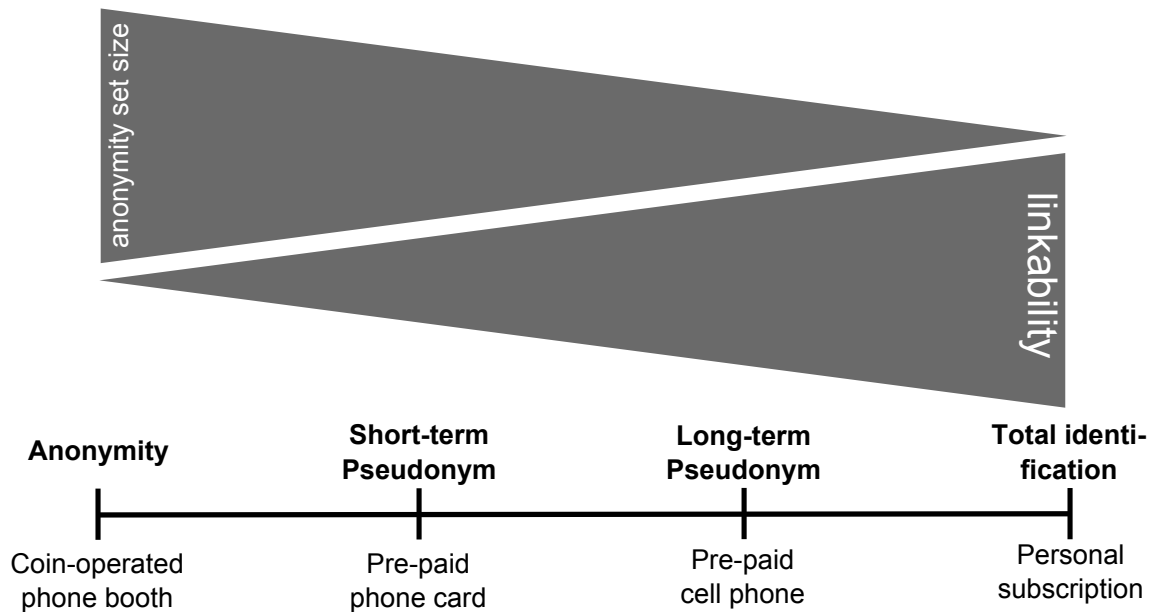 anonymity set size
linkability
Anonymity
Short-term
Pseudonym
Long-term
Pseudonym
Total identi-
fication
Coin-operated
phone booth
Pre-paid
phone card
Pre-paid
cell phone
Personal
subscription